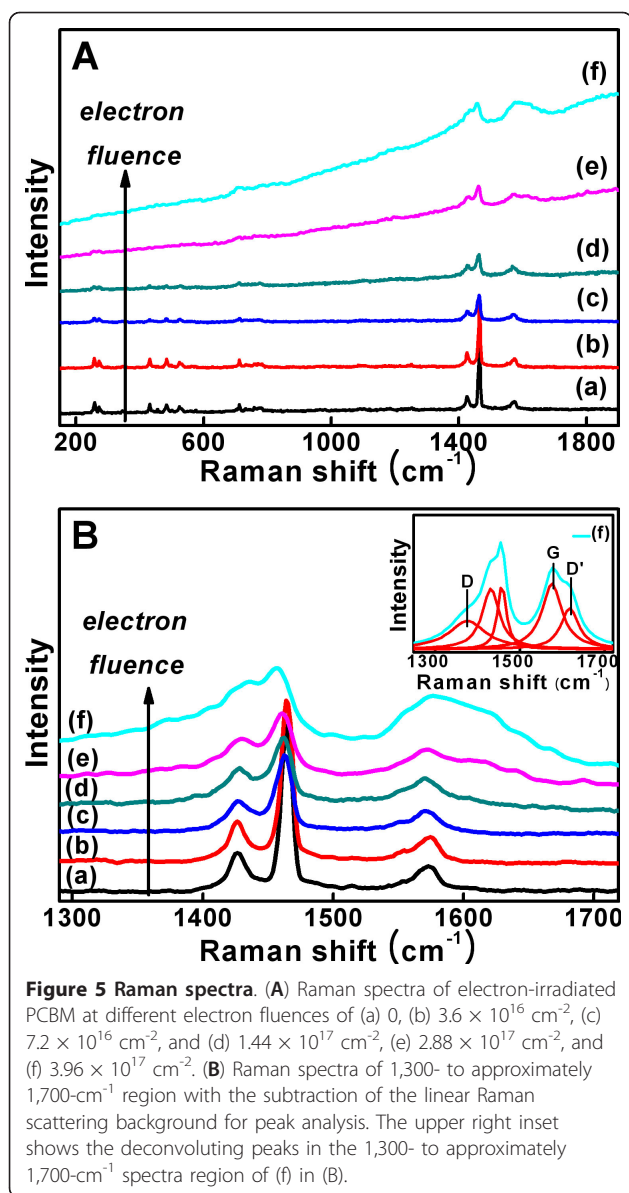 A
electron
fluence
(f)
(e)
(d)
(c)
(b)
(a)
Intensity
200 600 1000 1400 1800
Raman shift (cm-1)
B
electron
fluence
(f)
(e)
(d)
(c)
(b)
(a)
Intensity
1300 1400 1500 1600 1700
Raman shift (cm-1)
(f)
D
G
D'
Intensity
1300 1500 1700
Raman shift (cm-1)
Figure 5 Raman spectra. (A) Raman spectra of electron-irradiated
PCBM at different electron fluences of (a) 0, (b) 3.6 × 10^16 cm^-2, (c)
7.2 × 10^16 cm^-2, and (d) 1.44 × 10^17 cm^-2, (e) 2.88 × 10^17 cm^-2, and
(f) 3.96 × 10^17 cm^-2. (B) Raman spectra of 1,300- to approximately
1,700-cm^-1 region with the subtraction of the linear Raman
scattering background for peak analysis. The upper right inset
shows the deconvoluting peaks in the 1,300- to approximately
1,700-cm^-1 spectra region of (f) in (B).